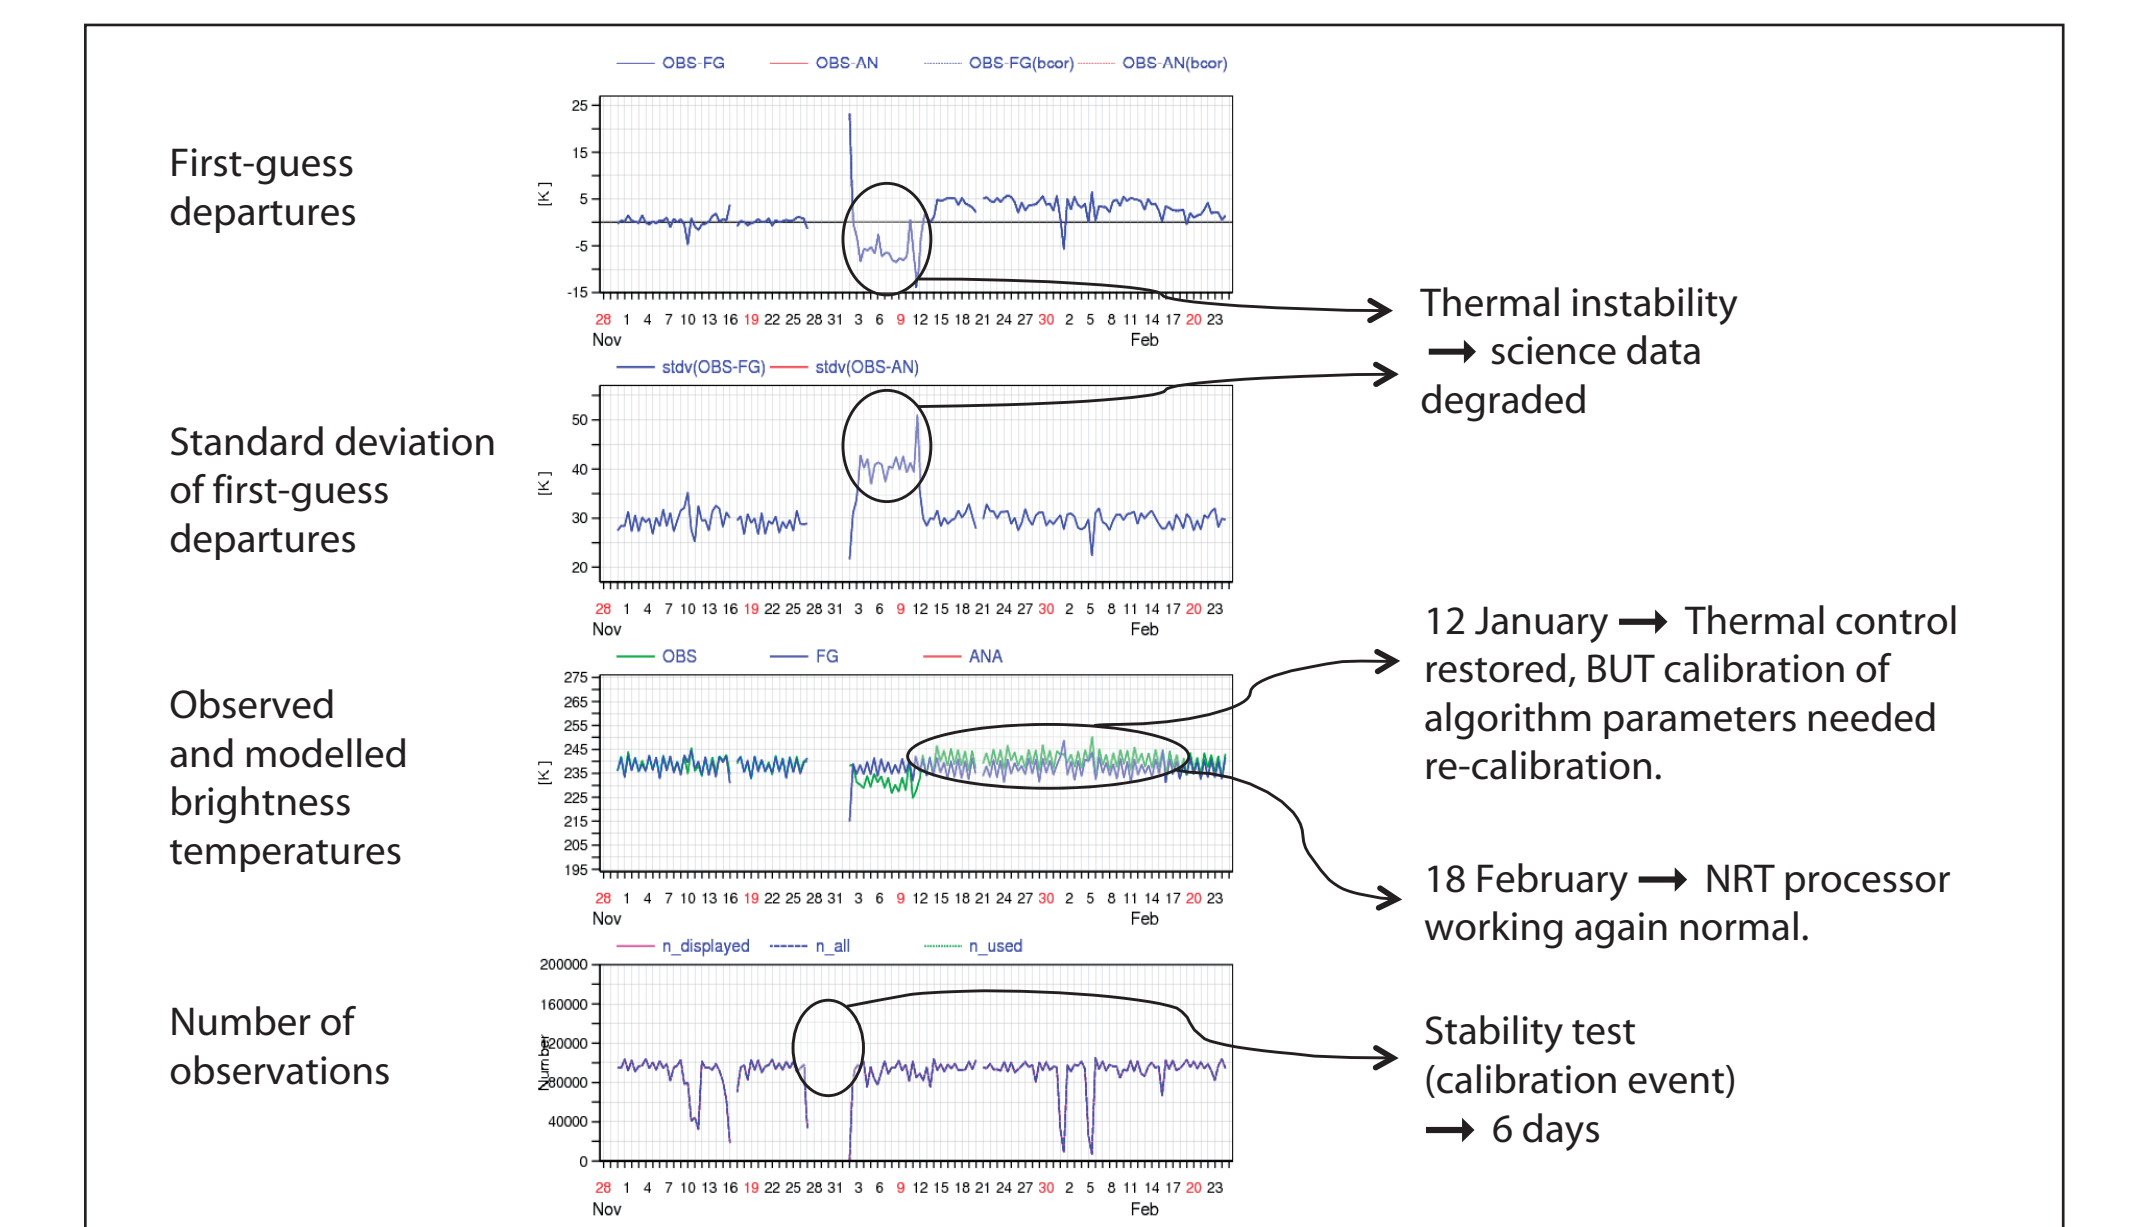 OBS-FG OBS-AN OBS-FG(bcor) OBS-AN(bcor)
First-guess
departures
[K]
25
15
5
-5
-15
28 1 4 7 10 13 16 19 22 25 28 31 3 6 9 12 15 18 21 24 27 30 2 5 8 11 14 17 20 23
Nov Feb
Thermal instability
→ science data
degraded
stdv(OBS-FG) stdv(OBS-AN)
Standard deviation
of first-guess
departures
[K]
50
40
30
20
28 1 4 7 10 13 16 19 22 25 28 31 3 6 9 12 15 18 21 24 27 30 2 5 8 11 14 17 20 23
Nov Feb
OBS FG ANA
Observed
and modelled
brightness
temperatures
[K]
275
265
255
245
235
225
215
205
195
28 1 4 7 10 13 16 19 22 25 28 31 3 6 9 12 15 18 21 24 27 30 2 5 8 11 14 17 20 23
Nov Feb
12 January → Thermal control
restored, BUT calibration of
algorithm parameters needed
re-calibration.
18 February → NRT processor
working again normal.
n_displayed n_all n_used
Number of
observations
Number
200000
160000
120000
80000
40000
0
28 1 4 7 10 13 16 19 22 25 28 31 3 6 9 12 15 18 21 24 27 30 2 5 8 11 14 17 20 23
Nov Feb
Stability test
(calibration event)
→ 6 days